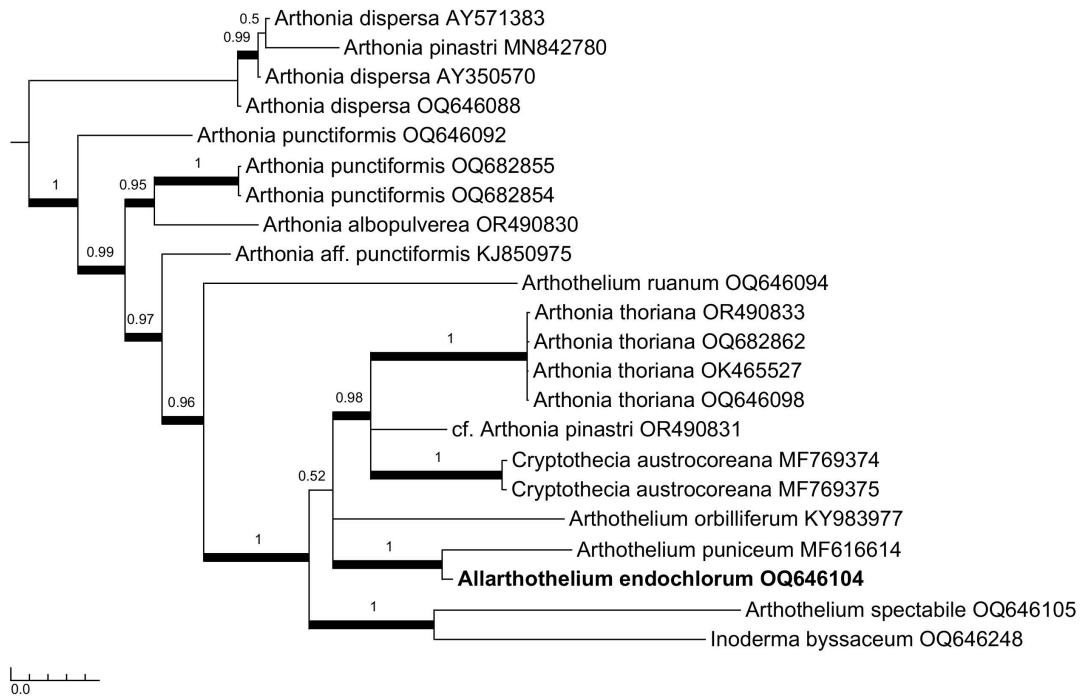 0.5
Arthonia dispersa AY571383
0.99
Arthonia pinastri MN842780
Arthonia dispersa AY350570
Arthonia dispersa OQ646088
Arthonia punctiformis OQ646092
1
Arthonia punctiformis OQ682855
1
0.95
Arthonia punctiformis OQ682854
Arthonia albopulverea OR490830
0.99
Arthonia aff. punctiformis KJ850975
Arthothelium ruanum OQ646094
0.97
Arthonia thoriana OR490833
1
Arthonia thoriana OQ682862
Arthonia thoriana OK465527
0.96
0.98
Arthonia thoriana OQ646098
cf. Arthonia pinastri OR490831
1
Cryptothecia austrocoreana MF769374
0.52
Cryptothecia austrocoreana MF769375
Arthothelium orbilliferum KY983977
1
1
Arthothelium puniceum MF616614
Allarthothelium endochlorum OQ646104
1
Arthothelium spectabile OQ646105
Inoderma byssaceum OQ646248
0.0